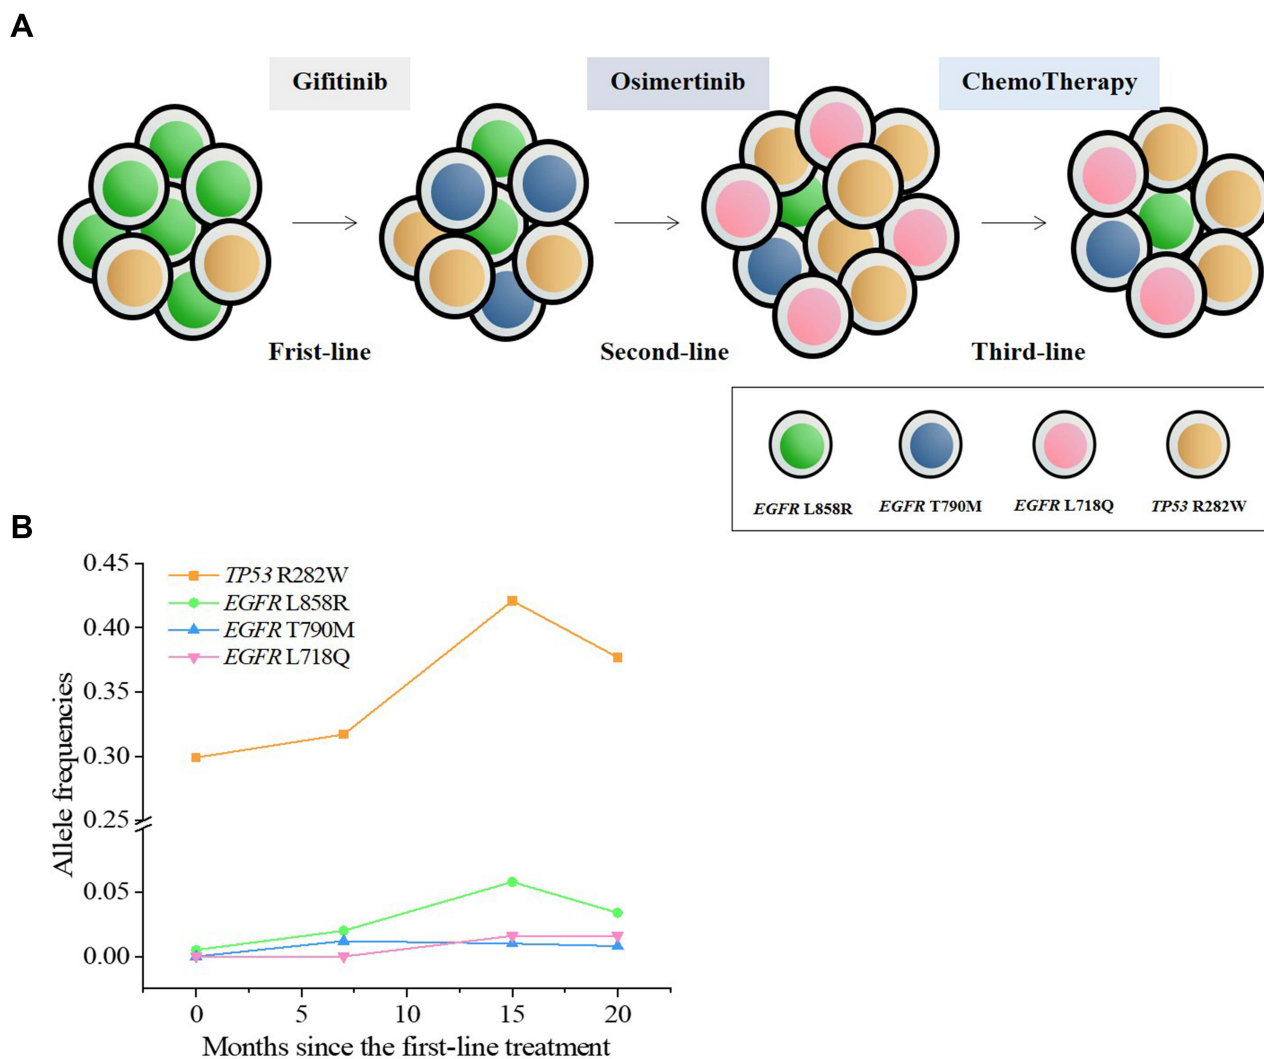 A
Gifitinib
Osimertinib
ChemoTherapy
Frist-line
Second-line
Third-line
EGFR L858R
EGFR T790M
EGFR L718Q
TP53 R282W
B
TP53 R282W
EGFR L858R
EGFR T790M
EGFR L718Q
0.45
0.40
0.35
0.30
0.25
0.05
0.00
Allele frequencies
0 5 10 15 20
Months since the first-line treatment